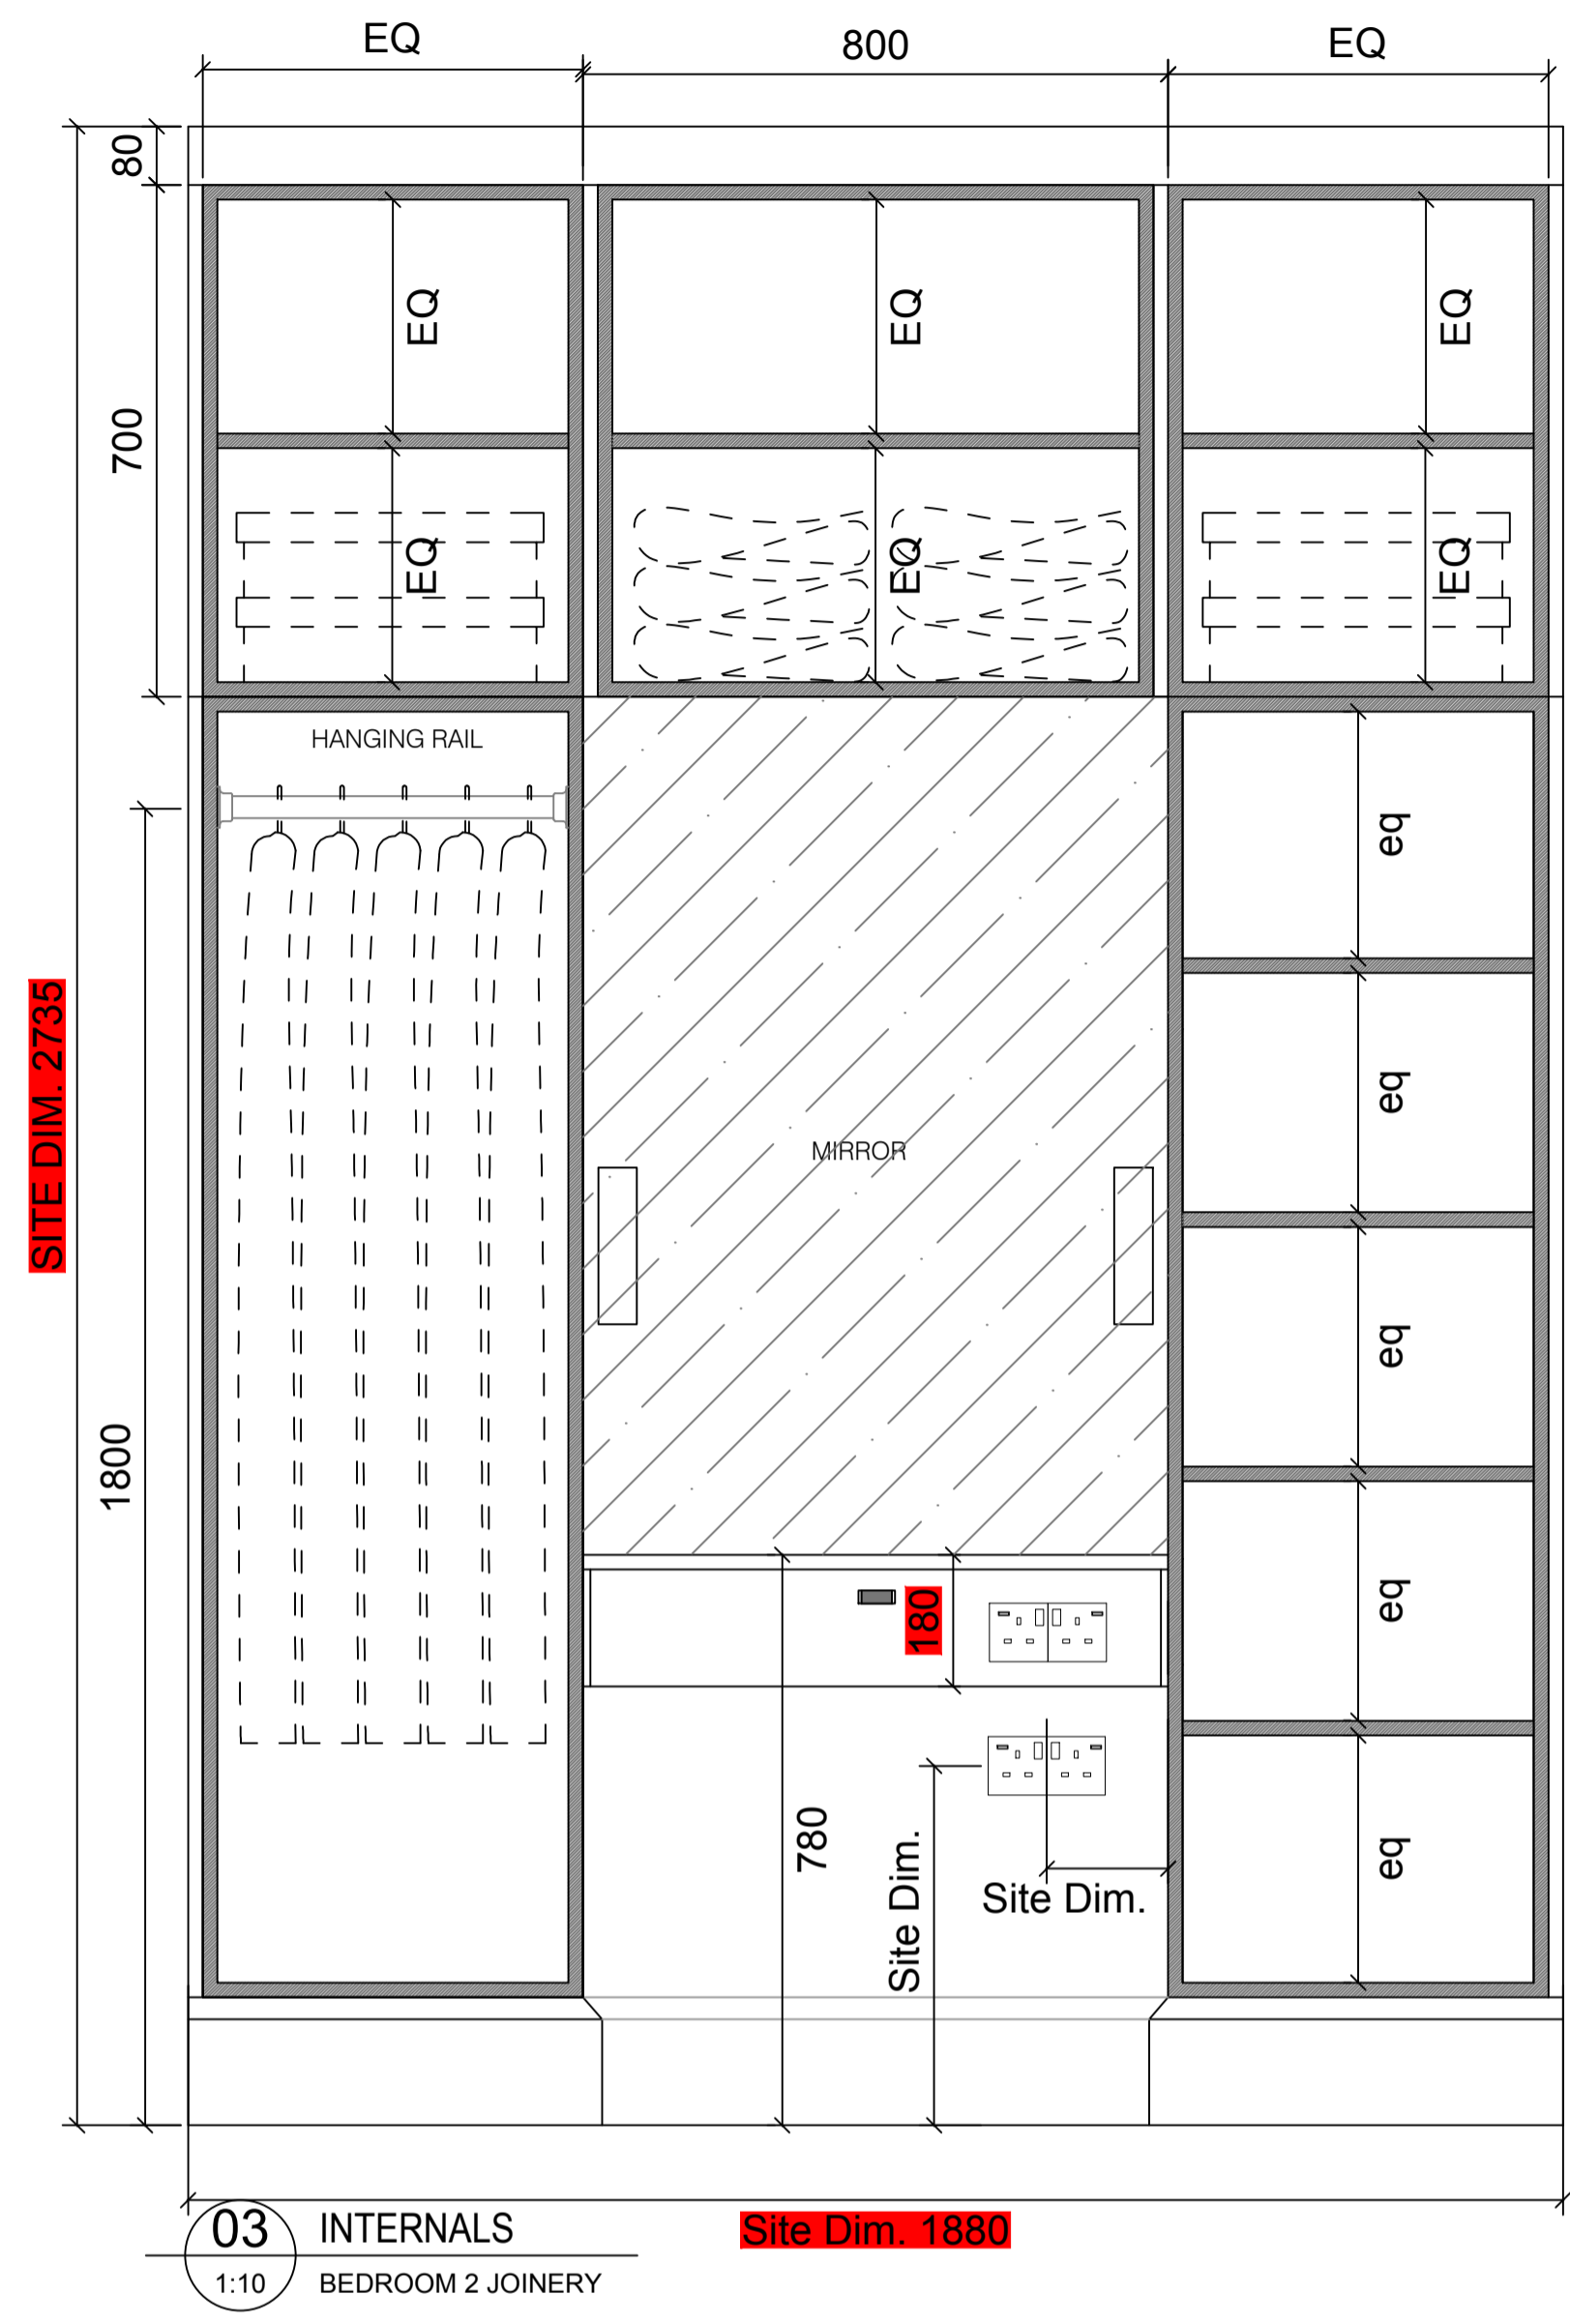 EQ
800
EQ
80
700
EQ
EQ
EQ
EQ
EQ
EQ
HANGING RAIL
eq
SITE DIM. 2735
eq
MIRROR
eq
1800
180
eq
780
Site Dim.
Site Dim.
eq
03
INTERNALS
Site Dim. 1880
1:10
BEDROOM 2 JOINERY